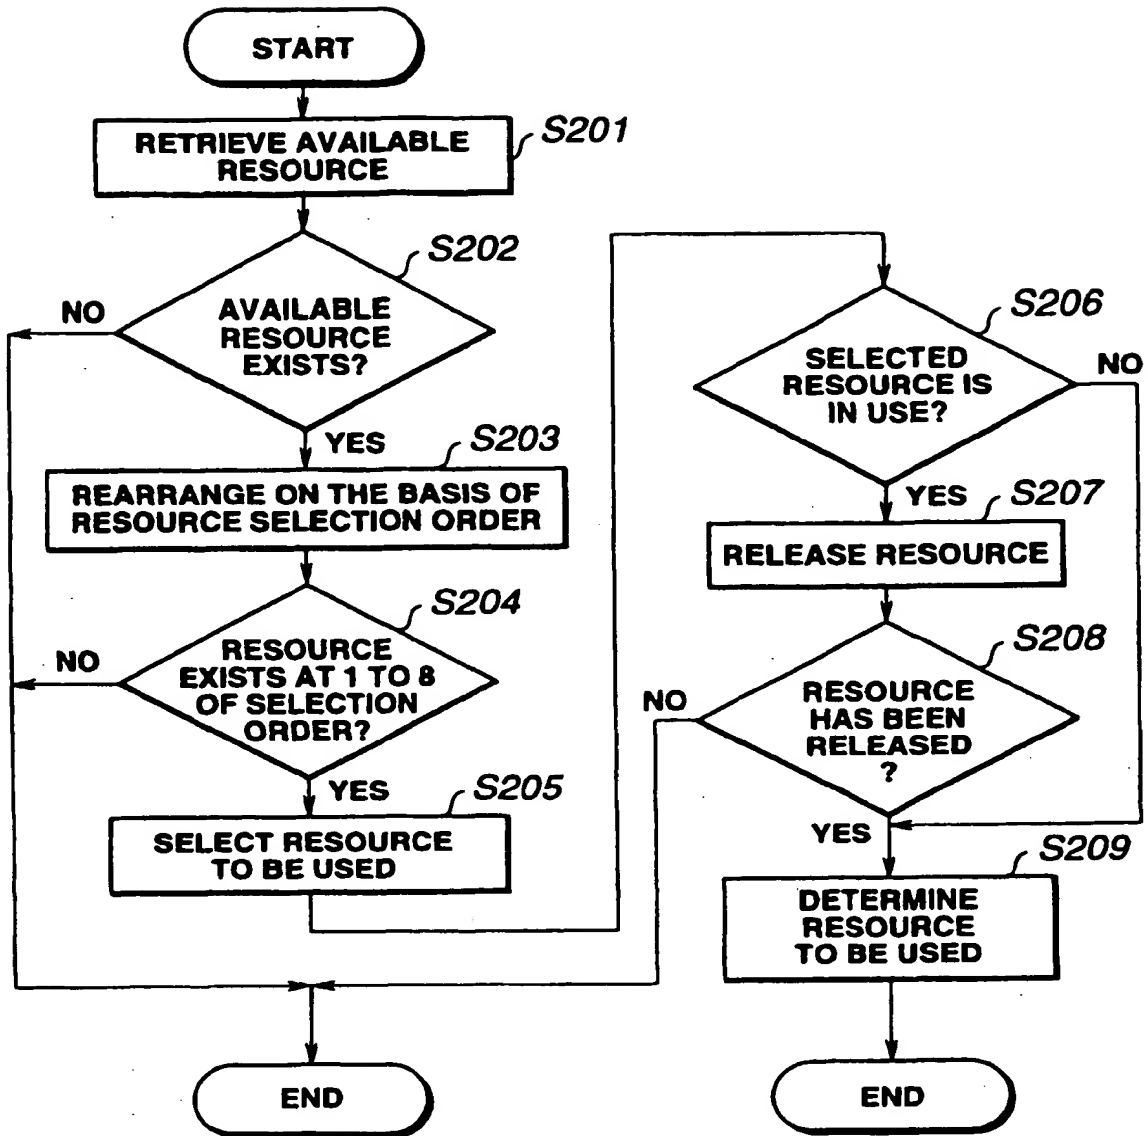 START
S201
RETRIEVE AVAILABLE
RESOURCE
S202
NO
AVAILABLE
RESOURCE
EXISTS?
YES
S203
REARRANGE ON THE BASIS OF
RESOURCE SELECTION ORDER
S204
NO
RESOURCE
EXISTS AT 1 TO 8
OF SELECTION
ORDER?
YES
S205
SELECT RESOURCE
TO BE USED
END
S206
SELECTED
RESOURCE IS
IN USE?
NO
YES
S207
RELEASE RESOURCE
S208
NO
RESOURCE
HAS BEEN
RELEASED
?
YES
S209
DETERMINE
RESOURCE
TO BE USED
END